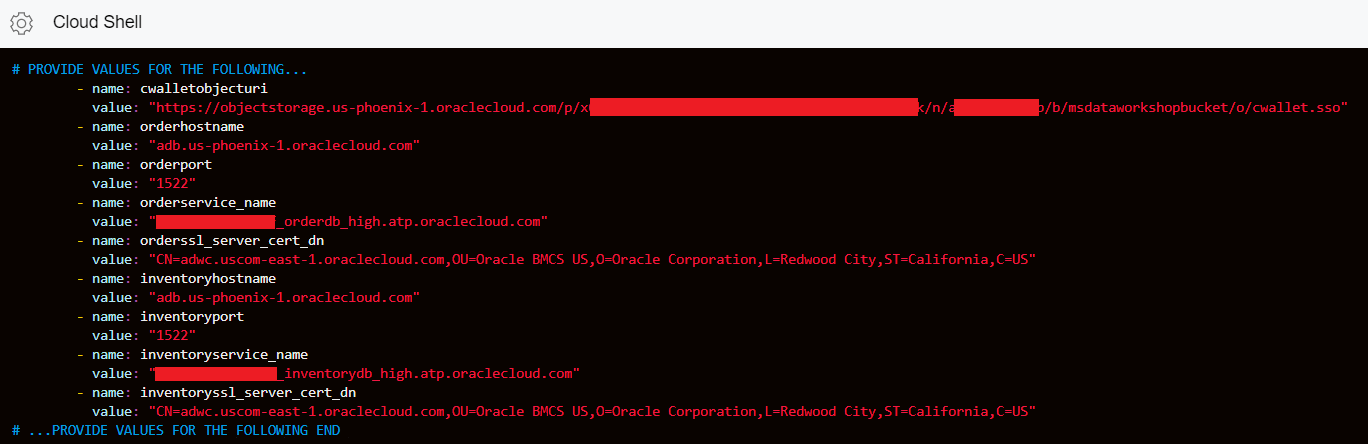 Cloud Shell
# PROVIDE VALUES FOR THE FOLLOWING...
- name: cwalletobjecturi
value: "https://objectstorage.us-phoenix-1.oraclecloud.com/p/x k/n/a o/b/msdataworkshopbucket/o/cwallet.sso"
- name: orderhostname
value: "adb.us-phoenix-1.oraclecloud.com"
- name: orderport
value: "1522"
- name: orderservice_name
value: " _orderdb_high.atp.oraclecloud.com"
- name: orderssl_server_cert_dn
value: "CN=adwc.uscom-east-1.oraclecloud.com,OU=Oracle BMCS US,O=Oracle Corporation,L=Redwood City,ST=California,C=US"
- name: inventoryhostname
value: "adb.us-phoenix-1.oraclecloud.com"
- name: inventoryport
value: "1522"
- name: inventoryservice_name
value: " _inventorydb_high.atp.oraclecloud.com"
- name: inventoryssl_server_cert_dn
value: "CN=adwc.uscom-east-1.oraclecloud.com,OU=Oracle BMCS US,O=Oracle Corporation,L=Redwood City,ST=California,C=US"
# ...PROVIDE VALUES FOR THE FOLLOWING END